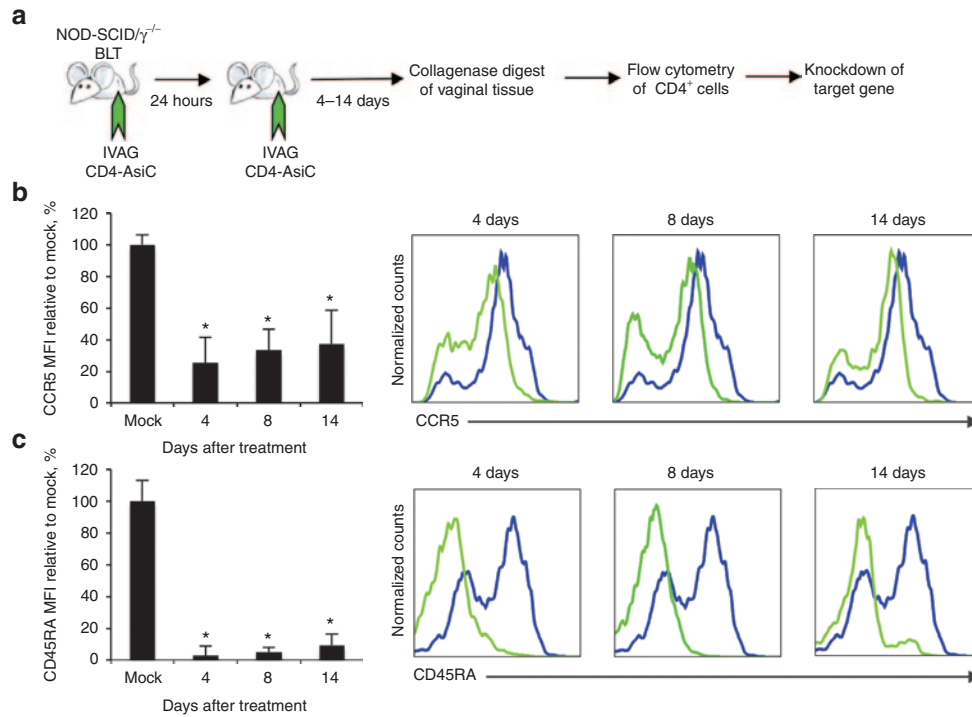 a
NOD-SCID/γ−/−
BLT
24 hours
4–14 days
Collagenase digest
of vaginal tissue
Flow cytometry
of CD4+ cells
Knockdown of
target gene
IVAG
CD4-AsiC
IVAG
CD4-AsiC
b
CCR5 MFI relative to mock, %
120
100
80
60
40
20
0
* * *
Mock 4 8 14
Days after treatment
4 days 8 days 14 days
Normalized counts
CCR5
c
CD45RA MFI relative to mock, %
120
100
80
60
40
20
0
* * *
Mock 4 8 14
Days after treatment
4 days 8 days 14 days
Normalized counts
CD45RA